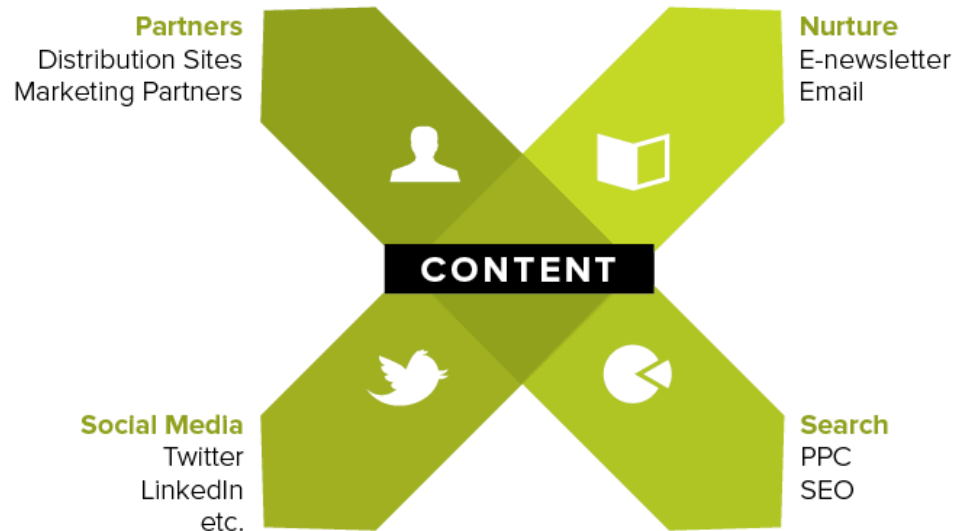 Partners
Distribution Sites
Marketing Partners
Nurture
E-newsletter
Email
CONTENT
Social Media
Twitter
LinkedIn
etc.
Search
PPC
SEO